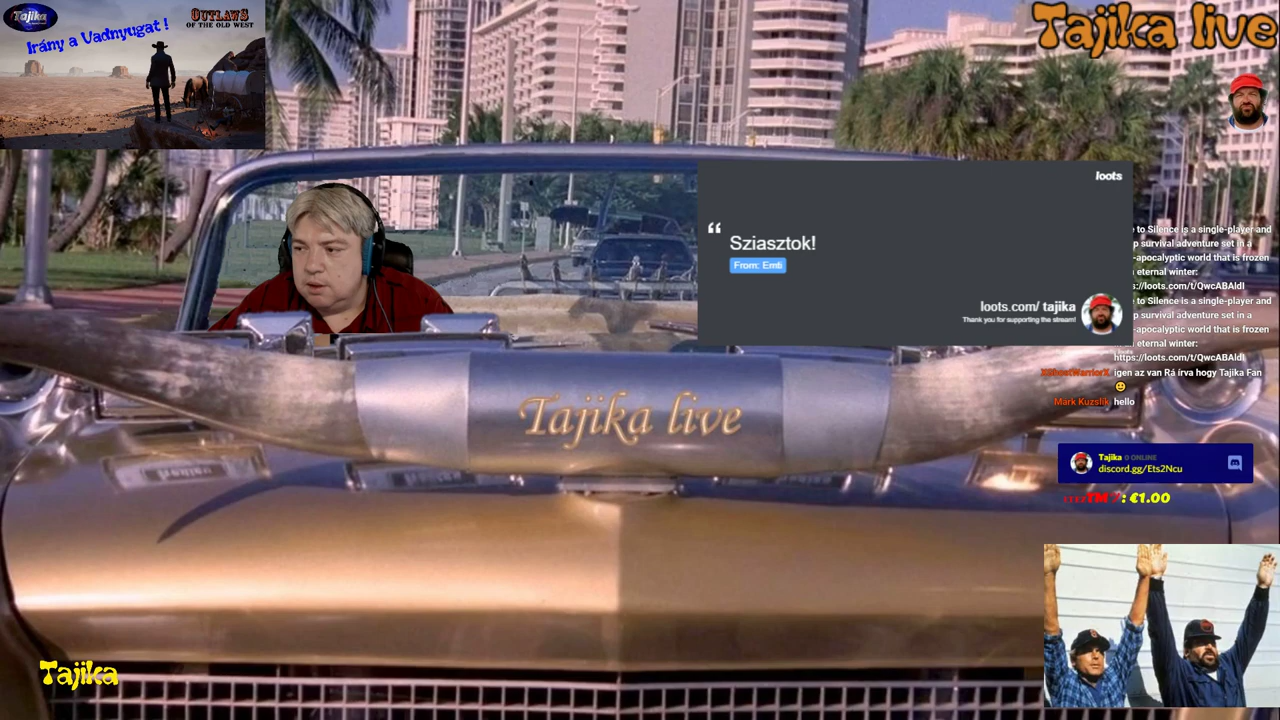 Tajika
Irány a Vadnyugat !
OUTLAWS
OF THE OLD WEST
Tajika live
loots
“
Sziasztok!
From: Emti
loots.com/ tajika
Thank you for supporting the stream!
to Silence is a single-player and
survival adventure set in a
-apocalyptic world that is frozen
eternal winter:
s://loots.com/t/QwcABAldI
to Silence is a single-player and
survival adventure set in a
-apocalyptic world that is frozen
eternal winter:
https://loots.com/t/QwcABAldI
XGhostWarriorX igen az van Rá írva hogy Tajika Fan
Mark Kuzslik hello
Tajika live
Tajika 0 ONLINE
discord.gg/Ets2Ncu
: €1.00
Tajika